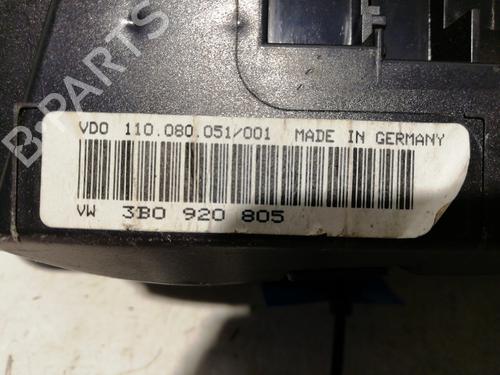 VDO 110.080.051/001 MADE IN GERMANY
VW 3B0 920 805
B-PARTS